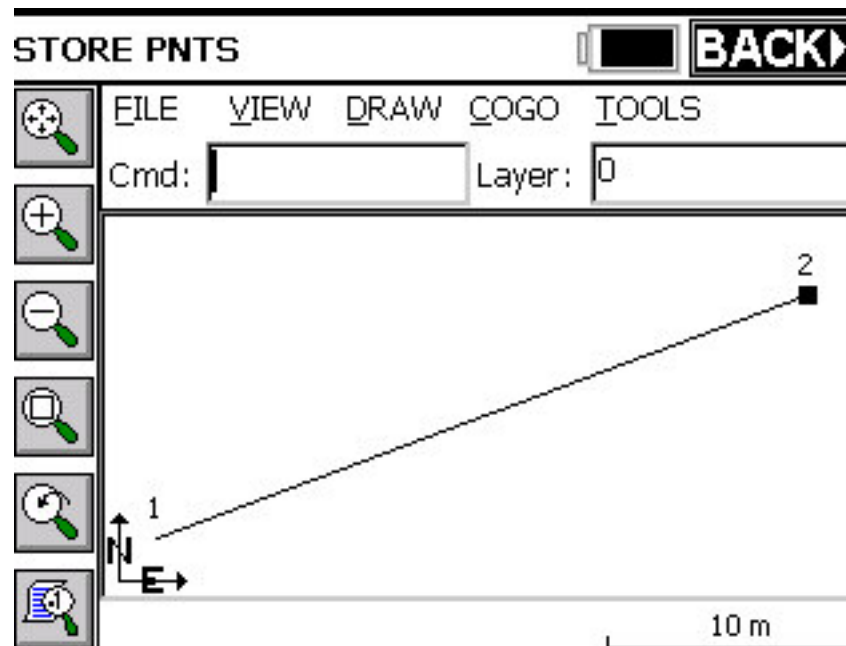 STORE PNTS BACK
FILE VIEW DRAW COGO TOOLS
Cmd: Layer: 0
2
1
N
E
10 m